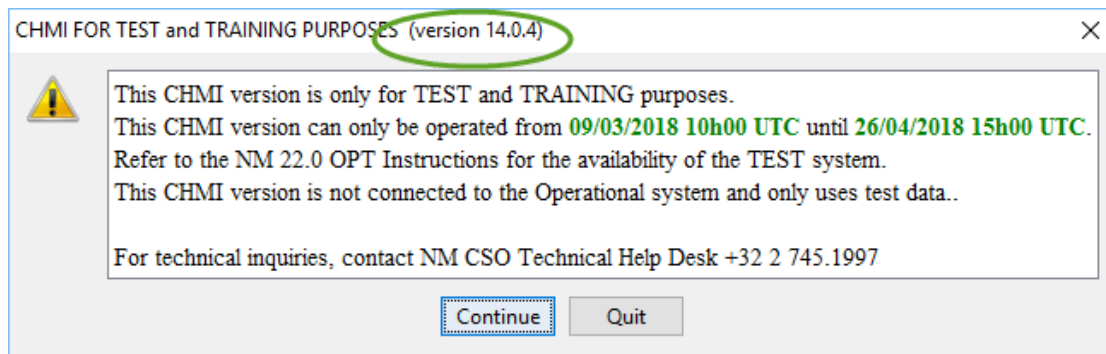 CHMI FOR TEST and TRAINING PURPOSES (version 14.0.4)
This CHMI version is only for TEST and TRAINING purposes.
This CHMI version can only be operated from 09/03/2018 10h00 UTC until 26/04/2018 15h00 UTC.
Refer to the NM 22.0 OPT Instructions for the availability of the TEST system.
This CHMI version is not connected to the Operational system and only uses test data..
For technical inquiries, contact NM CSO Technical Help Desk +32 2 745.1997
Continue Quit